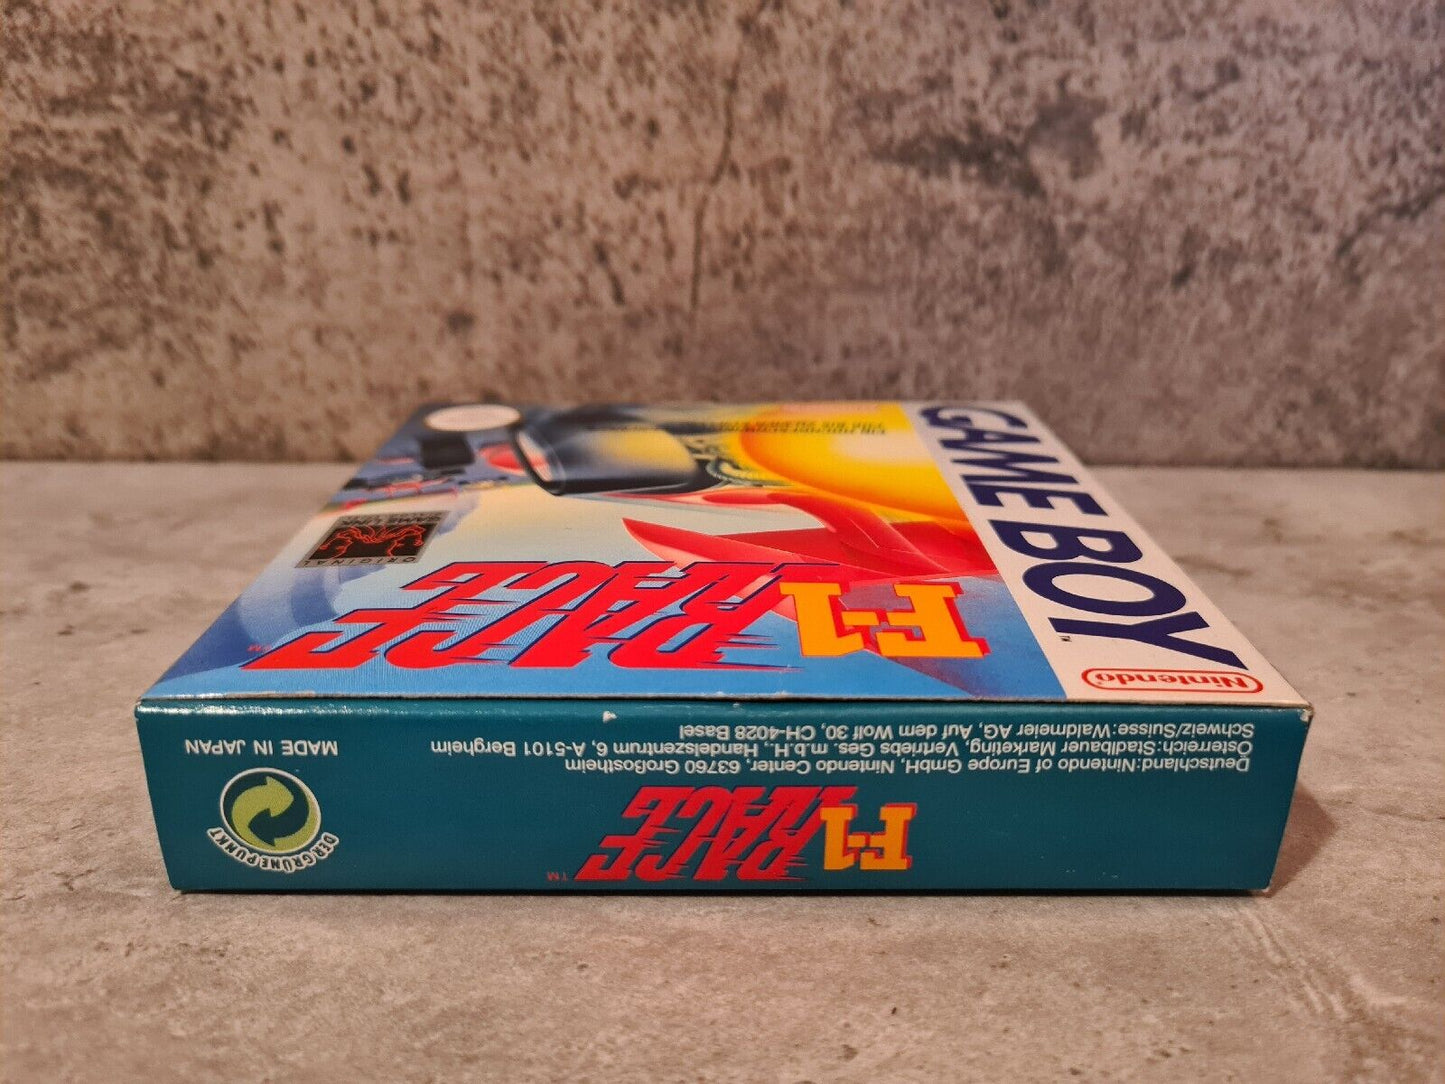 GAME BOY
TM
Nintendo
F-1
RACE
TM
ORIGINAL
Deutschland:Nintendo of Europe GmbH, Nintendo Center, 63760 Großostheim
Österreich:Stadlbauer Marketing, Vertriebs Ges. m.b.H., Handelszentrum 6, A-5101 Bergheim
Schweiz/Suisse:Waldmeier AG, Auf dem Wolf 30, CH-4028 Basel
MADE IN JAPAN
F-1
RACE
TM
DER GRÜNE PUNKT